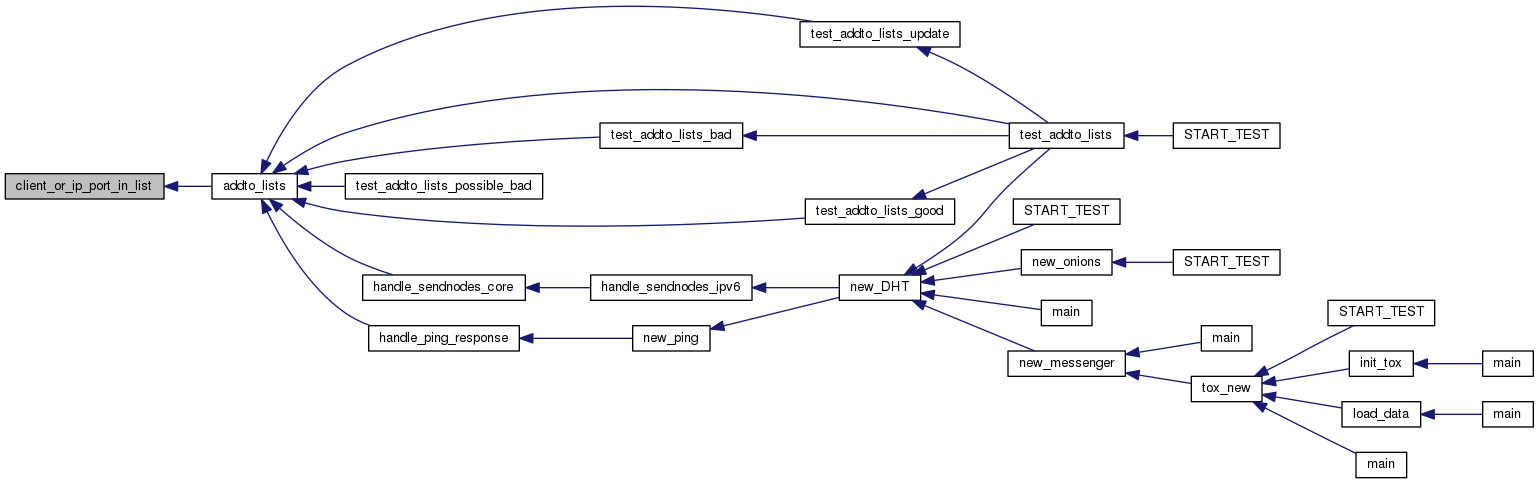 test_addto_lists_update
test_addto_lists_bad
test_addto_lists
START_TEST
client_or_ip_port_in_list
addto_lists
test_addto_lists_possible_bad
test_addto_lists_good
START_TEST
new_onions
START_TEST
handle_sendnodes_core
handle_sendnodes_ipv6
new_DHT
main
START_TEST
handle_ping_response
new_ping
main
new_messenger
init_tox
main
tox_new
load_data
main
main